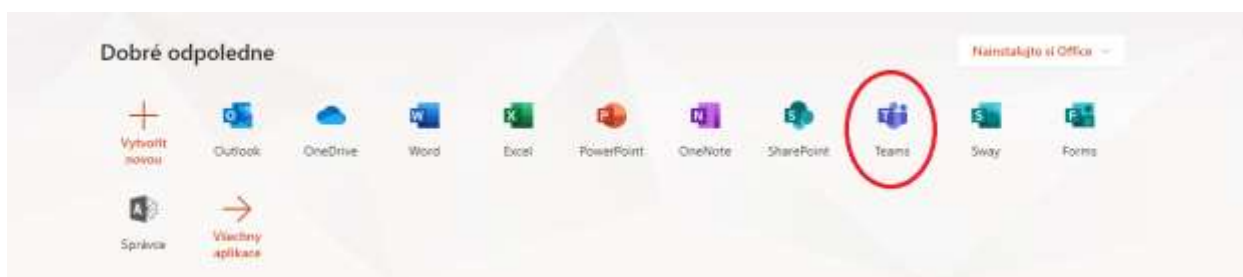 Dobré odpoledne
Nainstalujte si Office
Vytvořit
novou
Outlook
OneDrive
Word
Excel
PowerPoint
OneNote
SharePoint
Teams
Sway
Forms
Správce
Všechny
aplikace